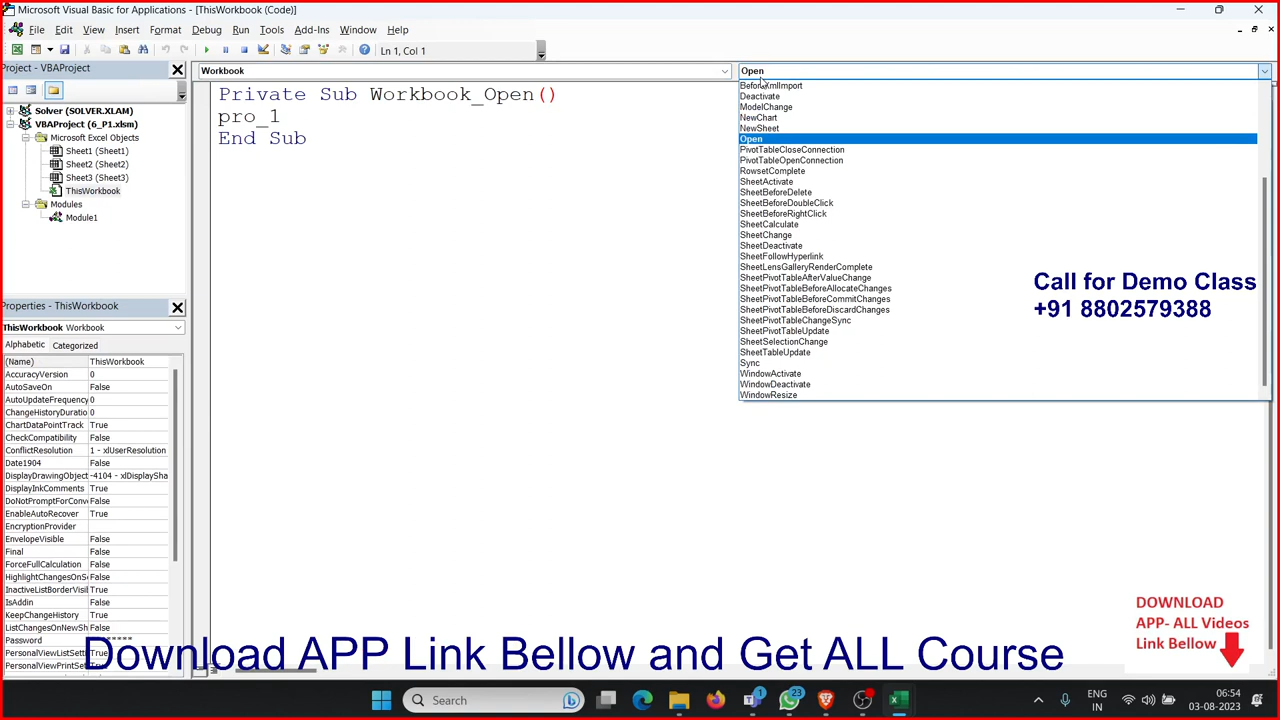 Microsoft Visual Basic for Applications - [ThisWorkbook (Code)]
File Edit View Insert Format Debug Run Tools Add-Ins Window Help
Ln 1, Col 1
Project - VBAProject
Workbook
Open
Solver (SOLVER.XLAM)
VBAProject (6_P1.xlsm)
Microsoft Excel Objects
Sheet1 (Sheet1)
Sheet2 (Sheet2)
Sheet3 (Sheet3)
ThisWorkbook
Modules
Module1
Private Sub Workbook_Open()
pro_1
End Sub
BeforeXmlImport
Deactivate
ModelChange
NewChart
NewSheet
Open
PivotTableCloseConnection
PivotTableOpenConnection
RowsetComplete
SheetActivate
SheetBeforeDelete
SheetBeforeDoubleClick
SheetBeforeRightClick
SheetCalculate
SheetChange
SheetDeactivate
SheetFollowHyperlink
SheetLensGalleryRenderComplete
SheetPivotTableAfterValueChange
SheetPivotTableBeforeAllocateChanges
SheetPivotTableBeforeCommitChanges
SheetPivotTableBeforeDiscardChanges
SheetPivotTableChangeSync
SheetPivotTableUpdate
SheetSelectionChange
SheetTableUpdate
Sync
WindowActivate
WindowDeactivate
WindowResize
Call for Demo Class
+91 8802579388
Properties - ThisWorkbook
ThisWorkbook Workbook
Alphabetic Categorized
(Name) ThisWorkbook
AccuracyVersion 0
AutoSaveOn False
AutoUpdateFrequency 0
ChangeHistoryDuratio 0
ChartDataPointTrack True
CheckCompatibility False
ConflictResolution 1 - xlUserResolution
Date1904 False
DisplayDrawingObject -4104 - xlDisplaySha
DisplayInkComments True
DoNotPromptForConv False
EnableAutoRecover True
EncryptionProvider
EnvelopeVisible False
Final False
ForceFullCalculation False
HighlightChangesOnS False
InactiveListBorderVisi True
IsAddin False
KeepChangeHistory True
ListChangesOnNewSh False
Password ********
PersonalViewListSetti True
PersonalViewPrintSet True
DOWNLOAD
APP- ALL Videos
Link Bellow
Download APP Link Bellow and Get ALL Course
Search
1
23
ENG
IN
06:54
03-08-2023